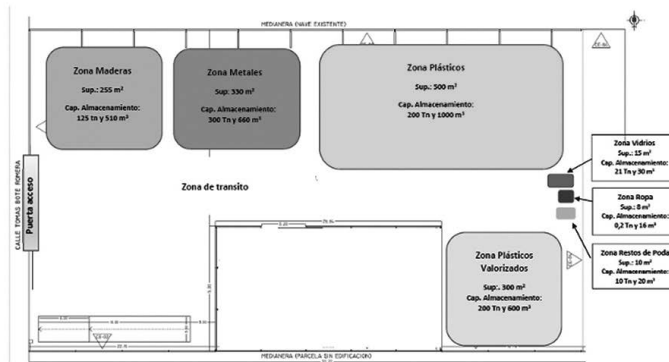 MEDIANERA (NAVE EXISTENTE)
Zona Maderas
Sup.: 255 m²
Cap. Almacenamiento:
125 Tn y 510 m³
Zona Metales
Sup: 330 m²
Cap. Almacenamiento:
300 Tn y 660 m³
Zona Plásticos
Sup.: 500 m²
Cap. Almacenamiento:
200 Tn y 1000 m³
Zona Vidrios
Sup.: 15 m²
Cap. Almacenamiento:
21 Tn y 30 m³
Zona Ropa
Sup.: 8 m²
Cap. Almacenamiento:
0,2 Tn y 16 m³
Zona Restos de Poda
Sup.: 10 m²
Cap. Almacenamiento:
10 Tn y 20 m³
Zona de transito
CALLE TOMAS BOTE ROMERA
Puerta acceso
Zona Plásticos
Valorizados
Sup:. 300 m²
Cap. Almacenamiento:
200 Tn y 600 m³
MEDIANERA (PARCELA SIN EDIFICACION)